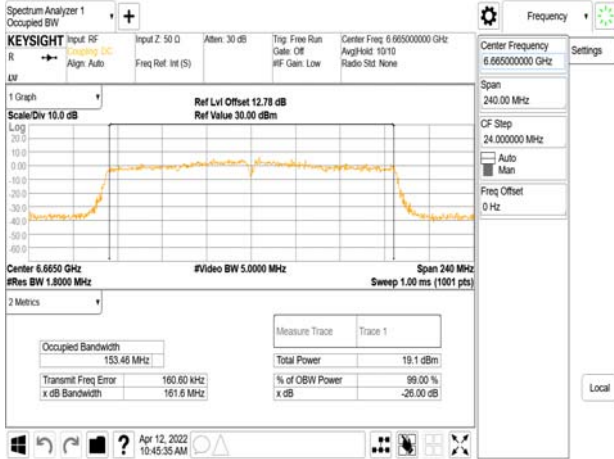 Spectrum Analyzer 1
Occupied BW
Frequency
KEYSIGHT
R
Input: RF
Coupling: DC
Align: Auto
Input Z: 50 Ω
Freq Ref: Int (S)
Atten: 30 dB
Trig: Free Run
Gate: Off
#IF Gain: Low
Center Freq: 6.665000000 GHz
Avg|Hold: 10/10
Radio Std: None
Center Frequency
6.665000000 GHz
Settings
Span
240.00 MHz
CF Step
24.000000 MHz
Auto
Man
Freq Offset
0 Hz
1 Graph
Scale/Div 10.0 dB
Ref Lvl Offset 12.78 dB
Ref Value 30.00 dBm
Log
20.0
10.0
0.00
-10.0
-20.0
-30.0
-40.0
-50.0
-60.0
Center 6.6650 GHz
#Res BW 1.8000 MHz
#Video BW 5.0000 MHz
Span 240 MHz
Sweep 1.00 ms (1001 pts)
2 Metrics
Measure Trace Trace 1
Occupied Bandwidth
153.46 MHz
Total Power 19.1 dBm
Transmit Freq Error 160.60 kHz
% of OBW Power 99.00 %
x dB Bandwidth 161.6 MHz
x dB -26.00 dB
Local
Apr 12, 2022
10:45:35 AM